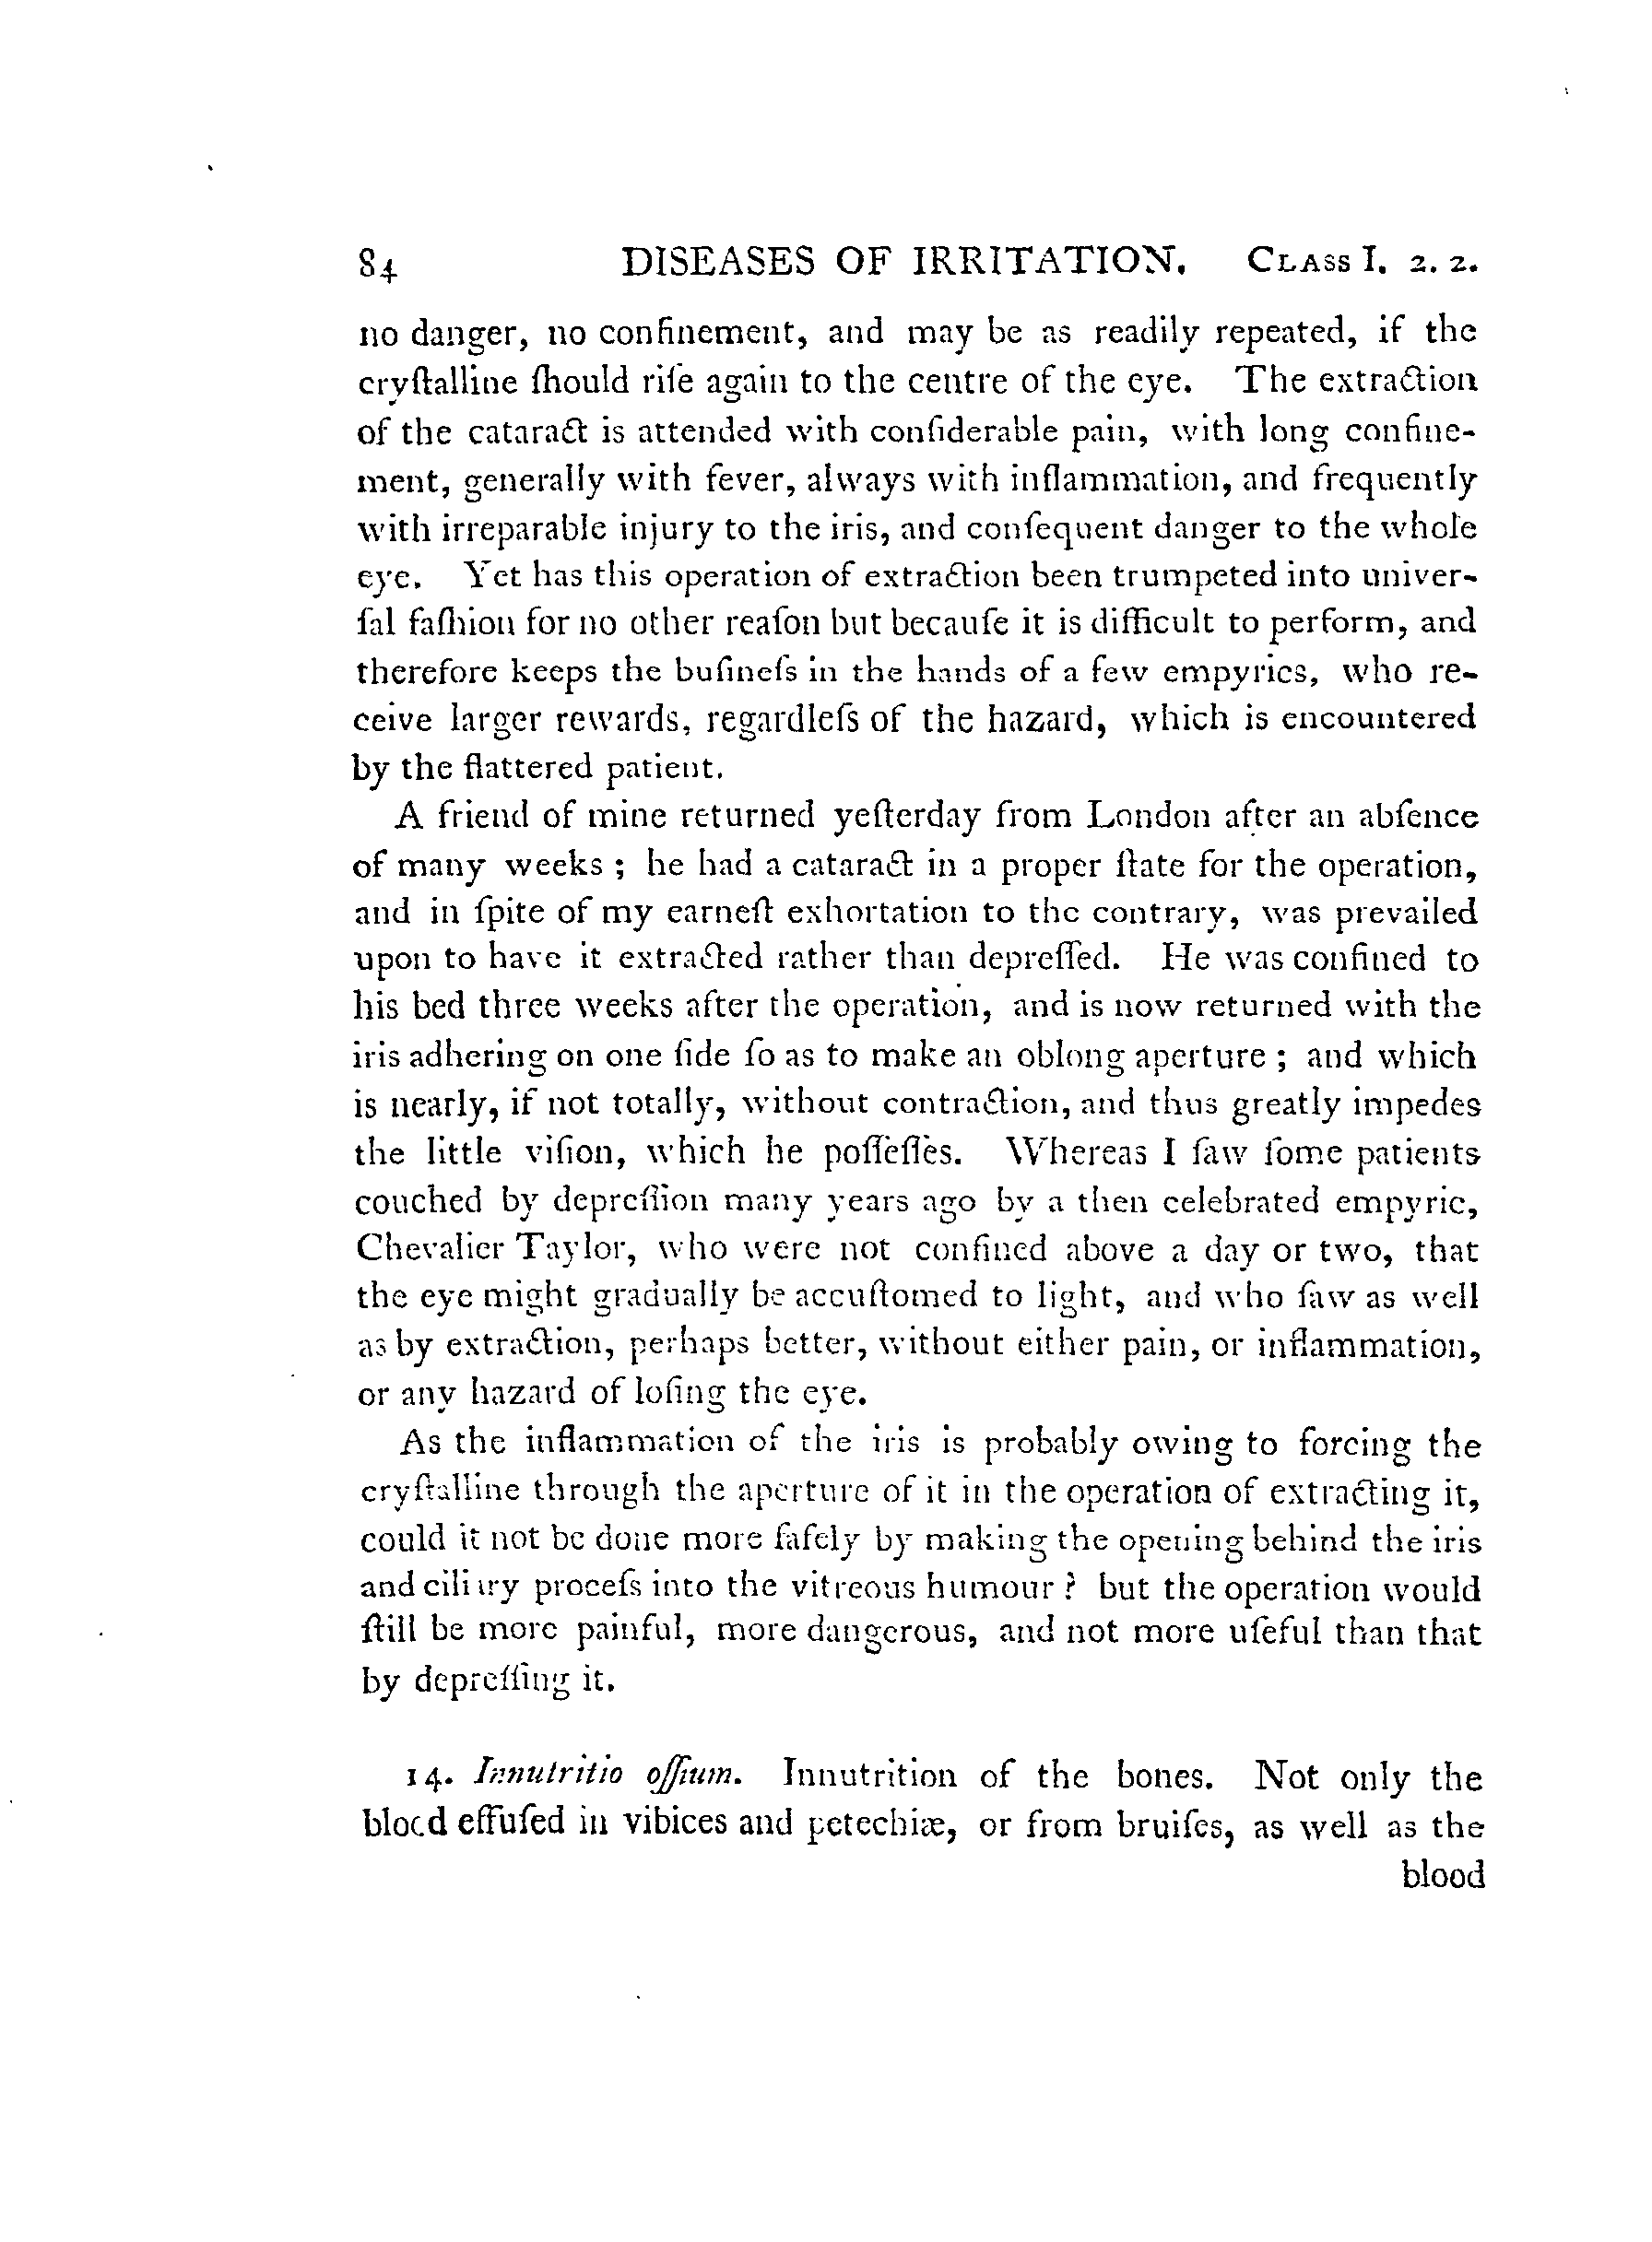 84 DISEASES OF IRRITATION. CLASS I. 2. 2.
no danger, no confinement, and may be as readily repeated, if the
cryſtalline ſhould riſe again to the centre of the eye. The extraction
of the cataract is attended with conſiderable pain, with long confine-
ment, generally with fever, always with inflammation, and frequently
with irreparable injury to the iris, and conſequent danger to the whole
eye. Yet has this operation of extraction been trumpeted into univer-
ſal faſhion for no other reaſon but becauſe it is difficult to perform, and
therefore keeps the buſineſs in the hands of a few empyrics, who re-
ceive larger rewards, regardleſs of the hazard, which is encountered
by the flattered patient.
A friend of mine returned yeſterday from London after an abſence
of many weeks ; he had a cataract in a proper ſtate for the operation,
and in ſpite of my earneſt exhortation to the contrary, was prevailed
upon to have it extracted rather than depreſſed. He was confined to
his bed three weeks after the operation, and is now returned with the
iris adhering on one ſide ſo as to make an oblong aperture ; and which
is nearly, if not totally, without contraction, and thus greatly impedes
the little viſion, which he poſſeſſes. Whereas I ſaw ſome patients
couched by depreſſion many years ago by a then celebrated empyric,
Chevalier Taylor, who were not confined above a day or two, that
the eye might gradually be accuſtomed to light, and who ſaw as well
as by extraction, perhaps better, without either pain, or inflammation,
or any hazard of loſing the eye.
As the inflammation of the iris is probably owing to forcing the
cryſtalline through the aperture of it in the operation of extracting it,
could it not be done more ſafely by making the opening behind the iris
and ciliary proceſs into the vitreous humour ? but the operation would
ſtill be more painful, more dangerous, and not more uſeful than that
by depreſſing it.
14. Innutritio oſſium. Innutrition of the bones. Not only the
blood effuſed in vibices and petechiæ, or from bruiſes, as well as the
blood